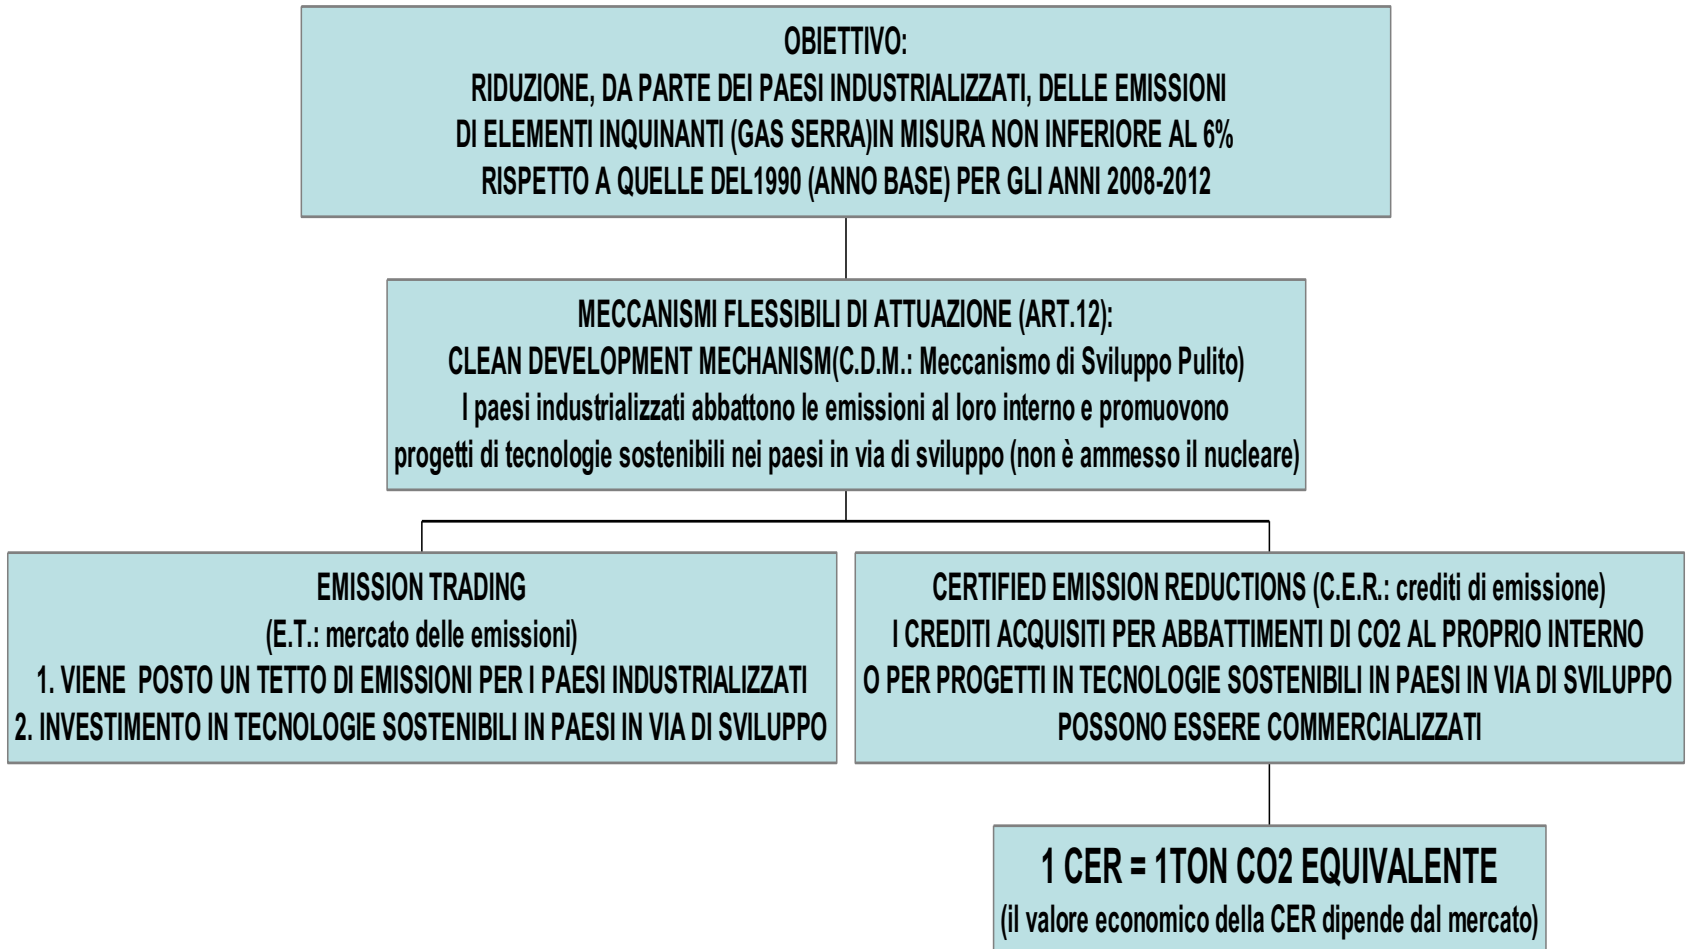 OBIETTIVO:
RIDUZIONE, DA PARTE DEI PAESI INDUSTRIALIZZATI, DELLE EMISSIONI
DI ELEMENTI INQUINANTI (GAS SERRA)IN MISURA NON INFERIORE AL 6%
RISPETTO A QUELLE DEL1990 (ANNO BASE) PER GLI ANNI 2008-2012
MECCANISMI FLESSIBILI DI ATTUAZIONE (ART.12):
CLEAN DEVELOPMENT MECHANISM(C.D.M.: Meccanismo di Sviluppo Pulito)
I paesi industrializzati abbattono le emissioni al loro interno e promuovono
progetti di tecnologie sostenibili nei paesi in via di sviluppo (non è ammesso il nucleare)
EMISSION TRADING
(E.T.: mercato delle emissioni)
1. VIENE POSTO UN TETTO DI EMISSIONI PER I PAESI INDUSTRIALIZZATI
2. INVESTIMENTO IN TECNOLOGIE SOSTENIBILI IN PAESI IN VIA DI SVILUPPO
CERTIFIED EMISSION REDUCTIONS (C.E.R.: crediti di emissione)
I CREDITI ACQUISITI PER ABBATTIMENTI DI CO2 AL PROPRIO INTERNO
O PER PROGETTI IN TECNOLOGIE SOSTENIBILI IN PAESI IN VIA DI SVILUPPO
POSSONO ESSERE COMMERCIALIZZATI
1 CER = 1TON CO2 EQUIVALENTE
(il valore economico della CER dipende dal mercato)